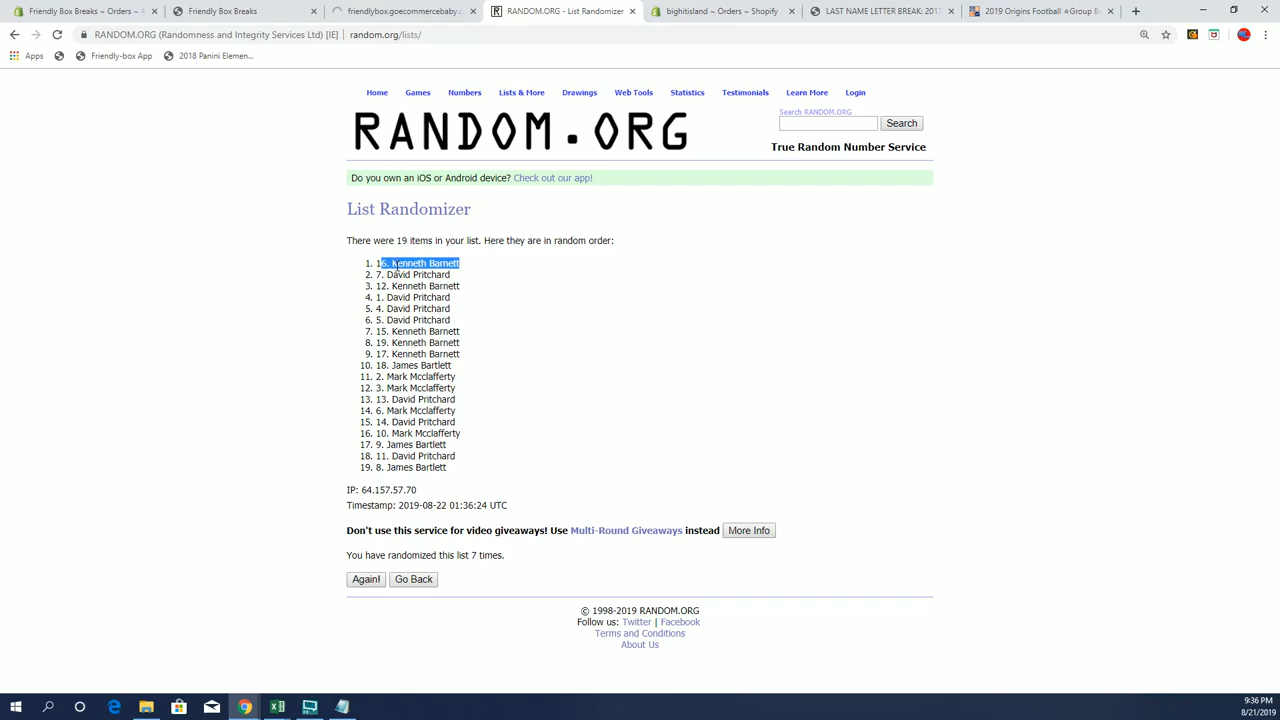 Friendly Box Breaks ~ Orders ~ P
Friendly Box Breaks
friendlybox.goecommercebaby.c
RANDOM.ORG - List Randomizer
bighitisland ~ Orders ~ Shopify
LAST NAME LETTER BREAK: 2017
2019 Origins Football ★Group B
RANDOM.ORG (Randomness and Integrity Services Ltd) [IE] | random.org/lists/
Apps
Friendly-box App
2018 Panini Elemen...
Home Games Numbers Lists & More Drawings Web Tools Statistics Testimonials Learn More Login
RANDOM.ORG
Search RANDOM.ORG
Search
True Random Number Service
Do you own an iOS or Android device? Check out our app!
List Randomizer
There were 19 items in your list. Here they are in random order:
1. 16. Kenneth Barnett
2. 7. David Pritchard
3. 12. Kenneth Barnett
4. 1. David Pritchard
5. 4. David Pritchard
6. 5. David Pritchard
7. 15. Kenneth Barnett
8. 19. Kenneth Barnett
9. 17. Kenneth Barnett
10. 18. James Bartlett
11. 2. Mark Mcclafferty
12. 3. Mark Mcclafferty
13. 13. David Pritchard
14. 6. Mark Mcclafferty
15. 14. David Pritchard
16. 10. Mark Mcclafferty
17. 9. James Bartlett
18. 11. David Pritchard
19. 8. James Bartlett
IP: 64.157.57.70
Timestamp: 2019-08-22 01:36:24 UTC
Don't use this service for video giveaways! Use Multi-Round Giveaways instead More Info
You have randomized this list 7 times.
Again! Go Back
© 1998-2019 RANDOM.ORG
Follow us: Twitter | Facebook
Terms and Conditions
About Us
9:36 PM
8/21/2019